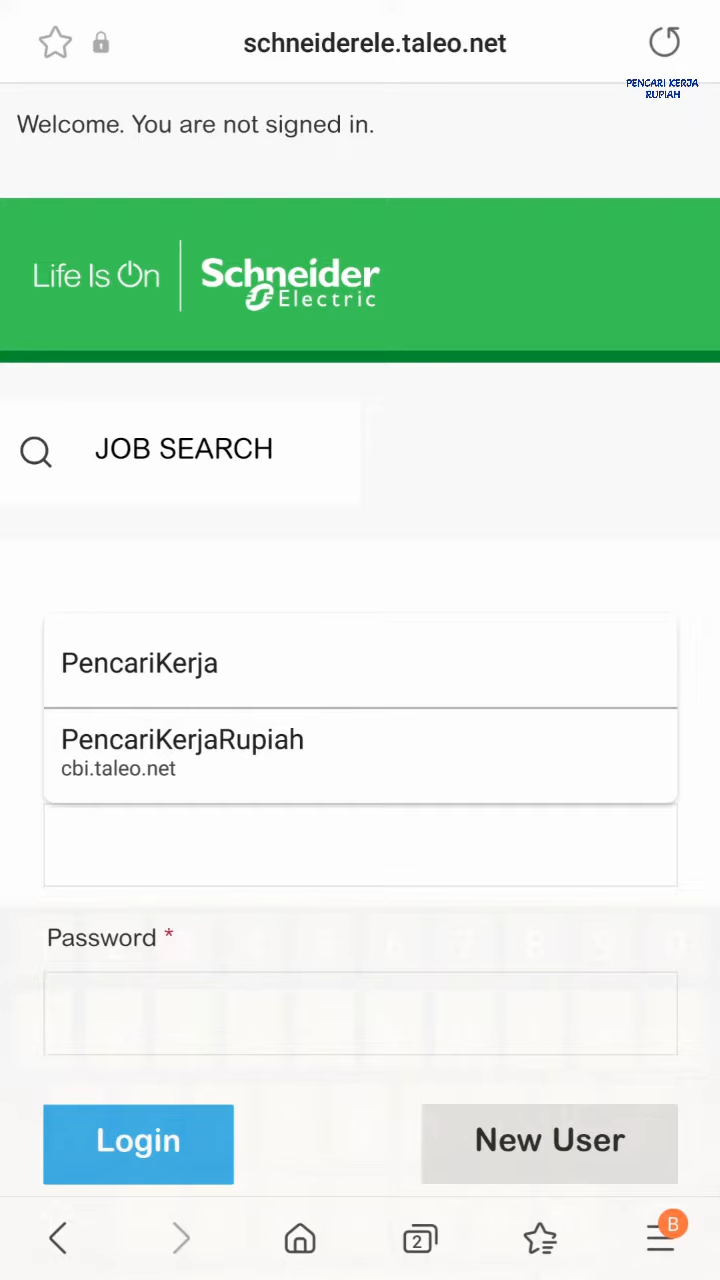 schneiderele.taleo.net
PENCARI KERJA
RUPIAH
Welcome. You are not signed in.
Life Is On
Schneider
Electric
JOB SEARCH
PencariKerja
PencariKerjaRupiah
cbi.taleo.net
Password *
Login
New User
2
B